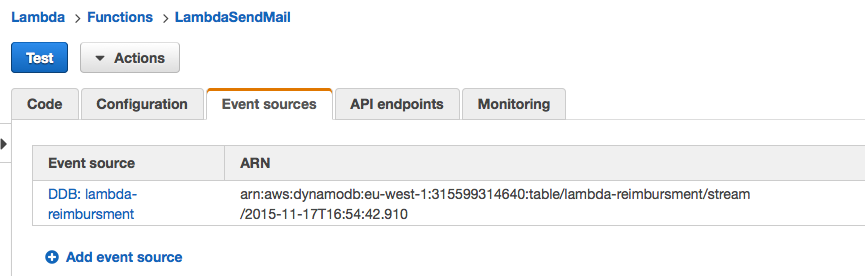 Lambda > Functions > LambdaSendMail
Test Actions
Code Configuration Event sources API endpoints Monitoring
Event source ARN
DDB: lambda- arn:aws:dynamodb:eu-west-1:315599314640:table/lambda-reimbursment/stream
reimbursment /2015-11-17T16:54:42.910
Add event source